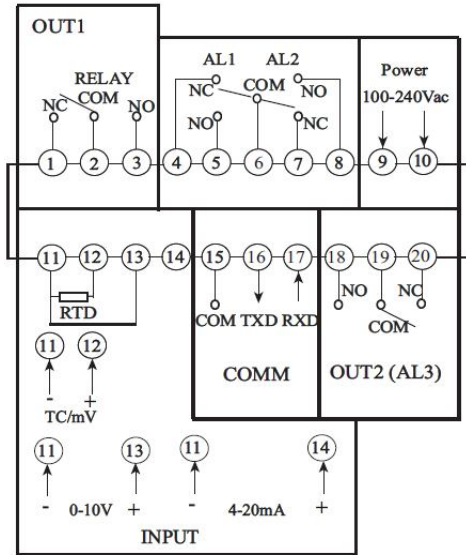 OUT1
AL1 AL2
RELAY
NC COM NO
NC COM NO
NO NC
Power
100-240Vac
1 2 3 4 5 6 7 8 9 10
11 12 13 14 15 16 17 18 19 20
RTD
COM TXD RXD
NO COM NC
11 12
- +
TC/mV
COMM
OUT2 (AL3)
11 13 11 14
- 0-10V + - 4-20mA +
INPUT